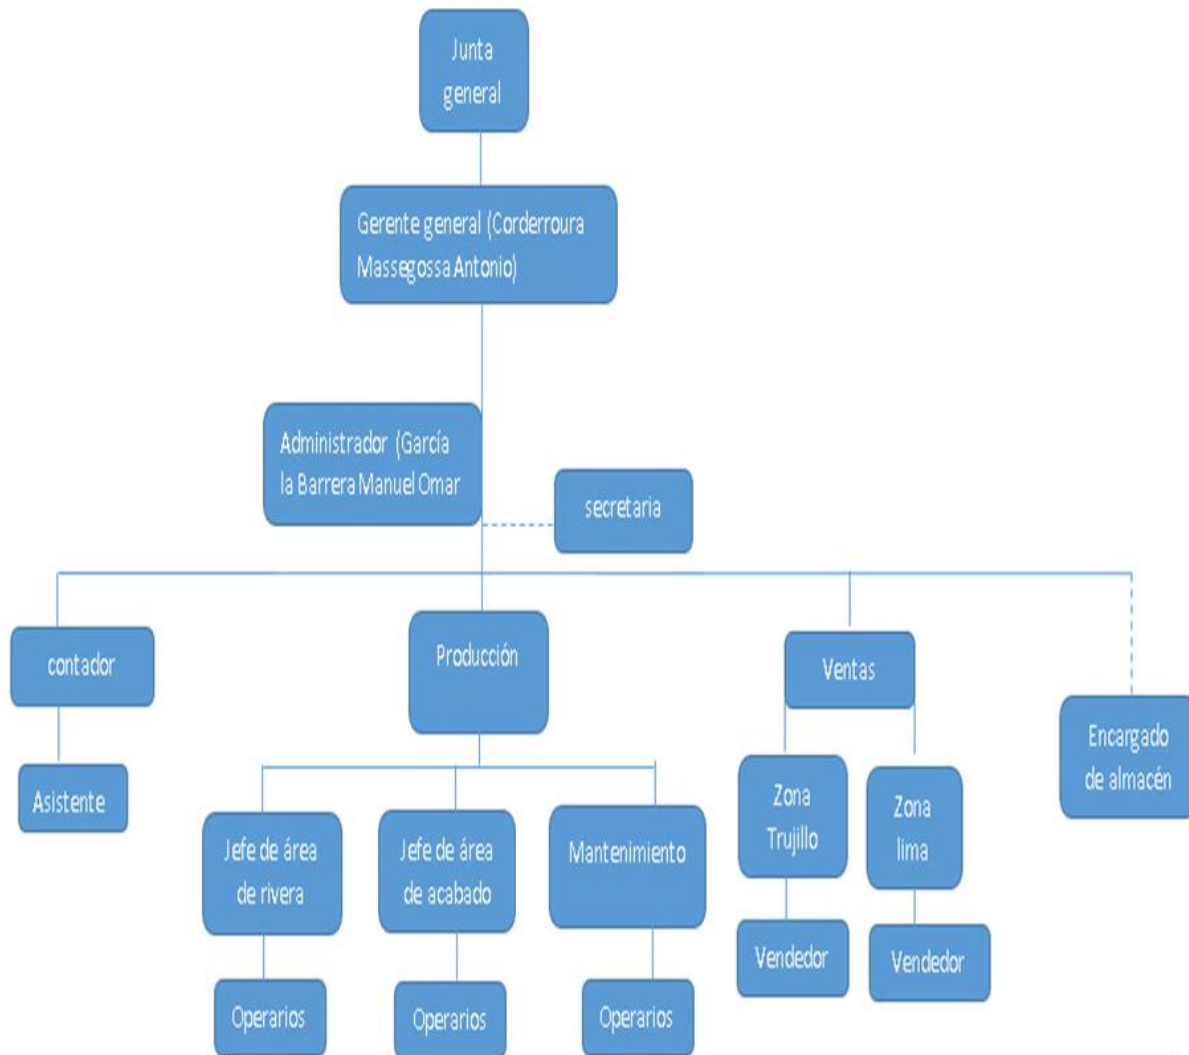 Junta
general
Gerente general (Corderroura
Massegossa Antonio)
Administrador (García
la Barrera Manuel Omar
secretaria
contador
Producción
Ventas
Encargado
de almacén
Asistente
Jefe de área
de rivera
Jefe de área
de acabado
Mantenimiento
Zona
Trujillo
Zona
lima
Vendedor
Vendedor
Operarios
Operarios
Operarios